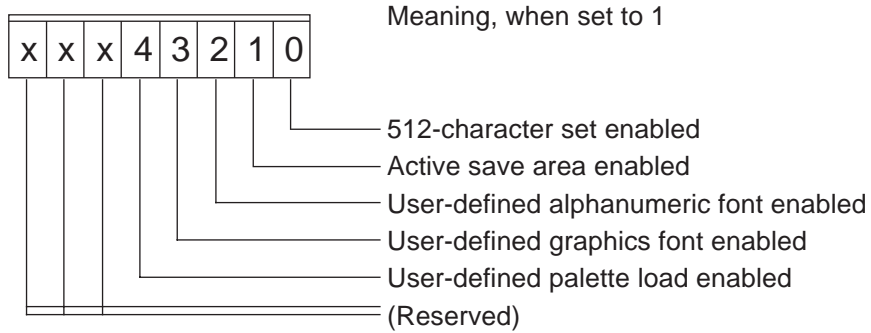 Meaning, when set to 1
x x x 4 3 2 1 0
512-character set enabled
Active save area enabled
User-defined alphanumeric font enabled
User-defined graphics font enabled
User-defined palette load enabled
(Reserved)